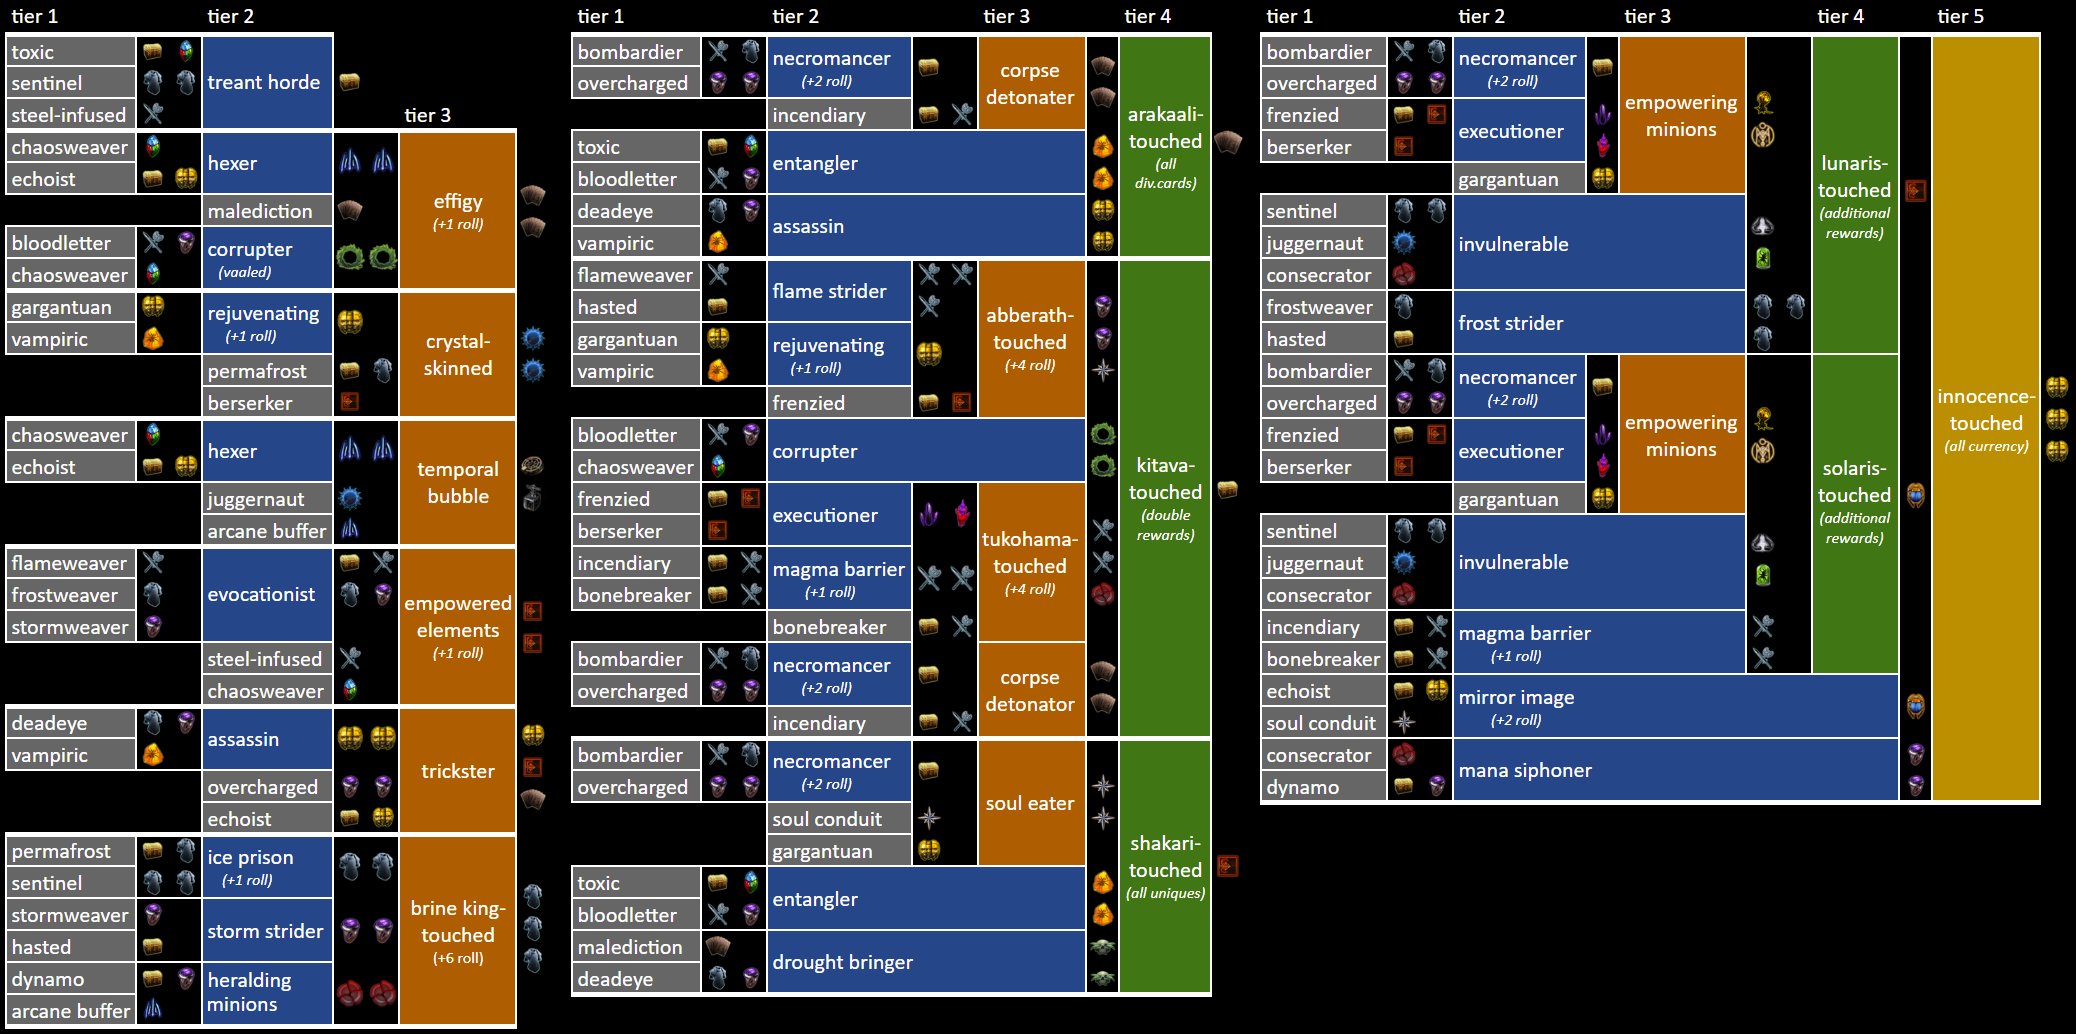 tier 1
tier 2
toxic
sentinel
steel-infused
treant horde
tier 3
chaosweaver
echoist
hexer
malediction
bloodletter
chaosweaver
corrupter
(vaaled)
effigy
(+1 roll)
gargantuan
vampiric
rejuvenating
(+1 roll)
permafrost
berserker
crystal-
skinned
chaosweaver
echoist
hexer
juggernaut
arcane buffer
temporal
bubble
flameweaver
frostweaver
stormweaver
evocationist
steel-infused
chaosweaver
empowered
elements
(+1 roll)
deadeye
vampiric
assassin
overcharged
echoist
trickster
permafrost
sentinel
ice prison
(+1 roll)
stormweaver
hasted
storm strider
dynamo
arcane buffer
heralding
minions
brine king-
touched
(+6 roll)
tier 1
tier 2
tier 3
tier 4
bombardier
overcharged
necromancer
(+2 roll)
incendiary
corpse
detonater
toxic
bloodletter
entangler
deadeye
vampiric
assassin
arakaali-
touched
(all
div.cards)
flameweaver
hasted
flame strider
gargantuan
vampiric
rejuvenating
(+1 roll)
frenzied
abberath-
touched
(+4 roll)
bloodletter
chaosweaver
corrupter
frenzied
berserker
executioner
incendiary
bonebreaker
magma barrier
(+1 roll)
bonebreaker
tukohama-
touched
(+4 roll)
bombardier
overcharged
necromancer
(+2 roll)
incendiary
corpse
detonator
kitava-
touched
(double
rewards)
bombardier
overcharged
necromancer
(+2 roll)
soul conduit
gargantuan
soul eater
toxic
bloodletter
entangler
malediction
deadeye
drought bringer
shakari-
touched
(all uniques)
tier 1
tier 2
tier 3
tier 4
tier 5
bombardier
overcharged
necromancer
(+2 roll)
frenzied
berserker
executioner
gargantuan
empowering
minions
sentinel
juggernaut
consecrator
invulnerable
frostweaver
hasted
frost strider
lunaris-
touched
(additional
rewards)
bombardier
overcharged
necromancer
(+2 roll)
frenzied
berserker
executioner
gargantuan
empowering
minions
sentinel
juggernaut
consecrator
invulnerable
incendiary
bonebreaker
magma barrier
(+1 roll)
solaris-
touched
(additional
rewards)
echoist
soul conduit
mirror image
(+2 roll)
consecrator
dynamo
mana siphoner
innocence-
touched
(all currency)